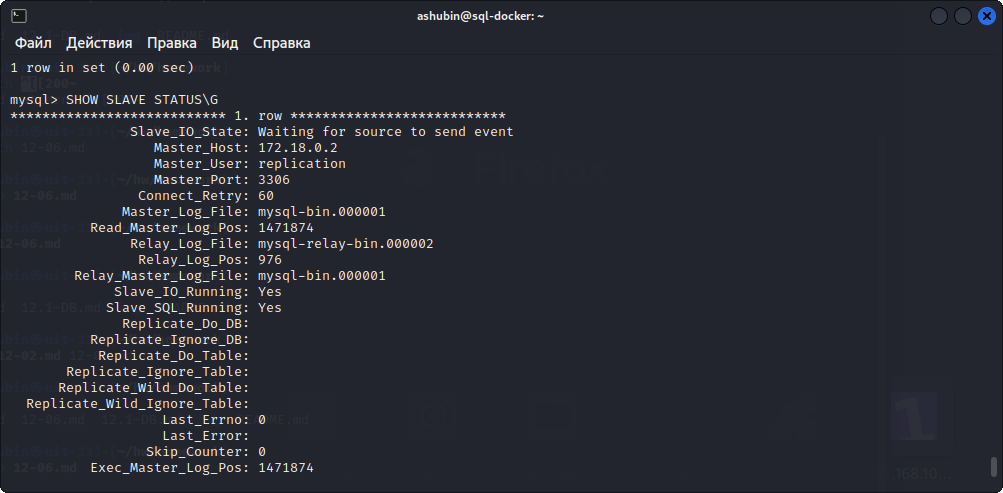 ashubin@sql-docker: ~
Файл Действия Правка Вид Справка
1 row in set (0.00 sec)
mysql> SHOW SLAVE STATUS\G
*************************** 1. row ***************************
Slave_IO_State: Waiting for source to send event
Master_Host: 172.18.0.2
Master_User: replication
Master_Port: 3306
Connect_Retry: 60
Master_Log_File: mysql-bin.000001
Read_Master_Log_Pos: 1471874
Relay_Log_File: mysql-relay-bin.000002
Relay_Log_Pos: 976
Relay_Master_Log_File: mysql-bin.000001
Slave_IO_Running: Yes
Slave_SQL_Running: Yes
Replicate_Do_DB:
Replicate_Ignore_DB:
Replicate_Do_Table:
Replicate_Ignore_Table:
Replicate_Wild_Do_Table:
Replicate_Wild_Ignore_Table:
Last_Errno: 0
Last_Error:
Skip_Counter: 0
Exec_Master_Log_Pos: 1471874